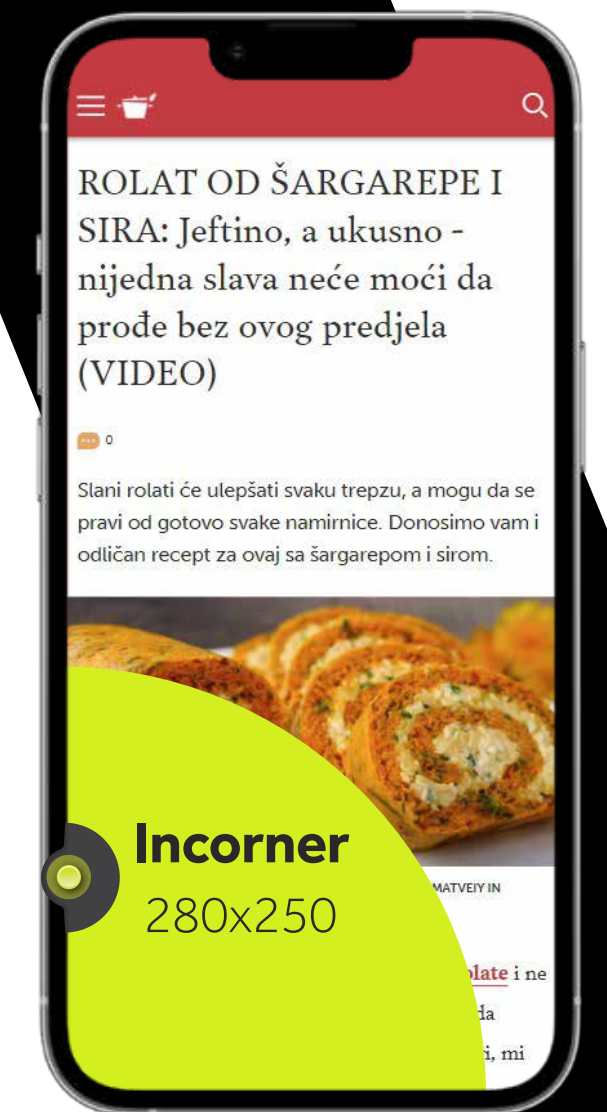 ROLAT OD ŠARGAREPE I
SIRA: Jeftino, a ukusno -
nijedna slava neće moći da
prođe bez ovog predjela
(VIDEO)
0
Slani rolati će ulepšati svaku trepzu, a mogu da se
pravi od gotovo svake namirnice. Donosimo vam i
odličan recept za ovaj sa šargarepom i sirom.
Incorner
280x250
MATVEIY IN
i ne
mi